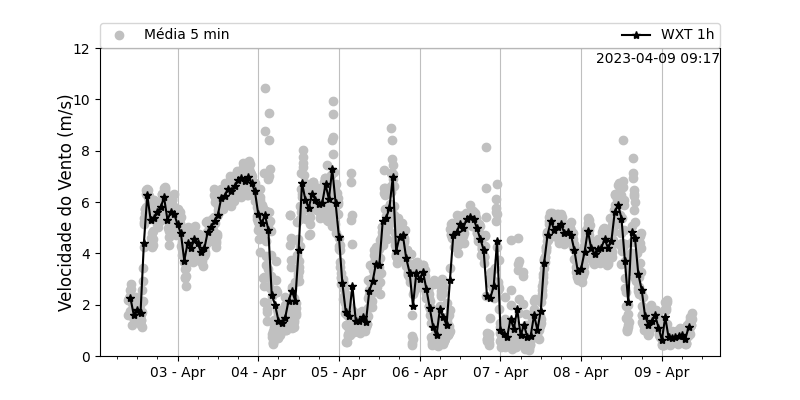 Média 5 min
WXT 1h
2023-04-09 09:17
Velocidade do Vento (m/s)
12
10
8
6
4
2
0
03 - Apr
04 - Apr
05 - Apr
06 - Apr
07 - Apr
08 - Apr
09 - Apr